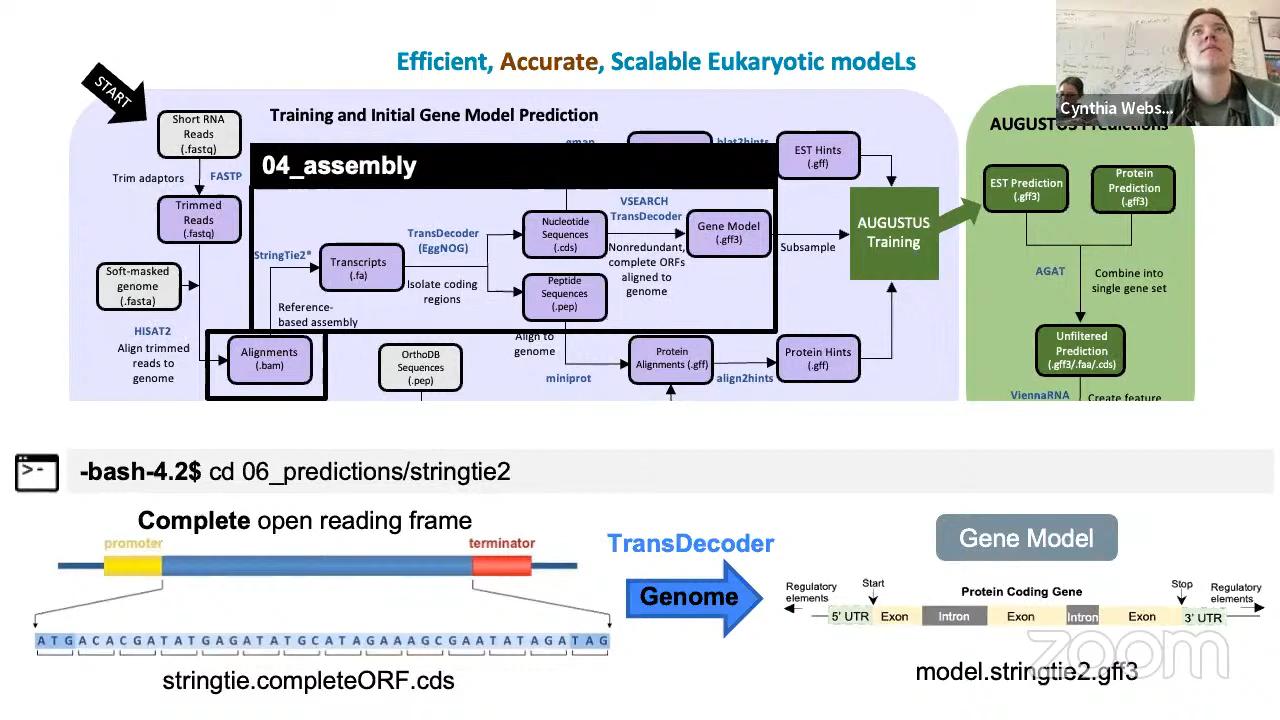 Efficient, Accurate, Scalable Eukaryotic modeLs
START
Training and Initial Gene Model Prediction
Short RNA
Reads
(.fastq)
Trim adaptors
FASTP
Trimmed
Reads
(.fastq)
Soft-masked
genome
(.fasta)
HISAT2
Align trimmed
reads to
genome
Alignments
(.bam)
04_assembly
StringTie2*
Reference-
based assembly
Transcripts
(.fa)
TransDecoder
(EggNOG)
Isolate coding
regions
Nucleotide
Sequences
(.cds)
Peptide
Sequences
(.pep)
VSEARCH
TransDecoder
Nonredundant,
complete ORFs
aligned to
genome
Gene Model
(.gff3)
Subsample
gmap
blat2hints
EST Hints
(.gff)
AUGUSTUS
Training
OrthoDB
Sequences
(.pep)
Align to
genome
miniprot
Protein
Alignments
(.gff)
align2hints
Protein Hints
(.gff)
AUGUSTUS Predictions
EST Prediction
(.gff3)
Protein
Prediction
(.gff3)
AGAT
Combine into
single gene set
Unfiltered
Prediction
(.gff3/.faa/.cds)
ViennaRNA
Create feature
Cynthia Webs...
>-
-bash-4.2$ cd 06_predictions/stringtie2
Complete open reading frame
promoter
terminator
ATGACACGATATGAGATATGCATAGAAAGCGAATATAGATAG
stringtie.completeORF.cds
TransDecoder
Genome
Gene Model
Regulatory
elements
Start
Protein Coding Gene
Stop
Regulatory
elements
5' UTR
Exon
Intron
Exon
Intron
Exon
3' UTR
model.stringtie2.gff3
zoom